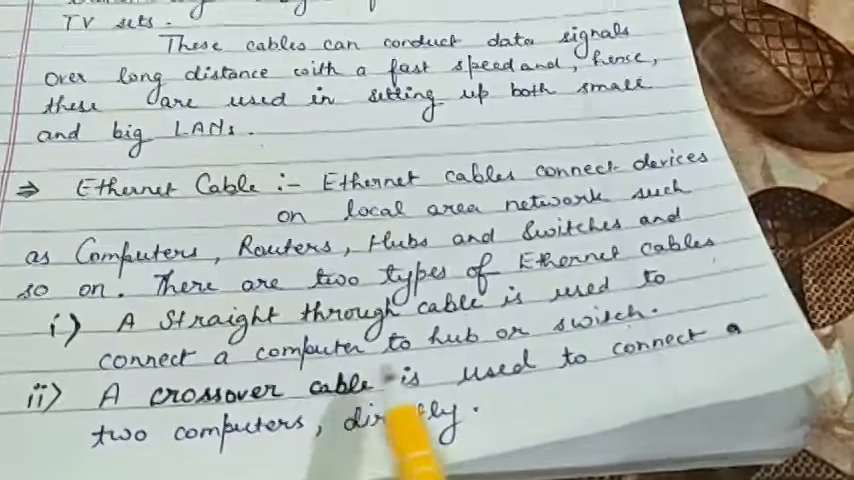 TV sets.
These cables can conduct data signals
over long distance with a fast speed and, hence,
these are used in setting up both small
and big LANs.
⇒ Ethernet Cable :- Ethernet cables connect devices
on local area network such
as Computers, Routers, Hubs and Switches and
so on. There are two types of Ethernet cables
i) A Straight through cable is used to
connect a computer to hub or switch.
ii) A crossover cable is used to connect a
two computers, directly.